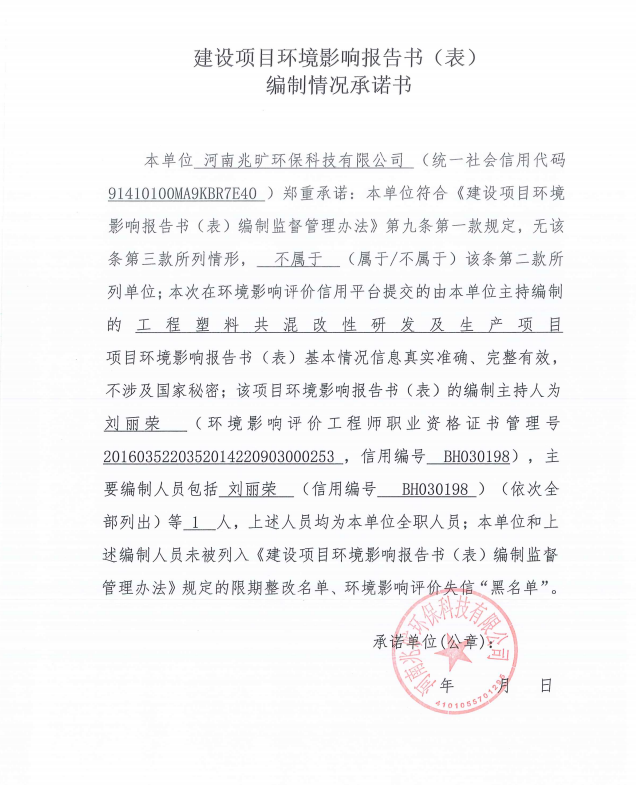 建设项目环境影响报告书（表）
编制情况承诺书
本单位 河南兆旷环保科技有限公司 （统一社会信用代码
91410100MA9KBR7E40 ）郑重承诺：本单位符合《建设项目环境
影响报告书（表）编制监督管理办法》第九条第一款规定，无该
条第三款所列情形， 不属于 （属于/不属于）该条第二款所
列单位；本次在环境影响评价信用平台提交的由本单位主持编制
的 工程塑料共混改性研发及生产项目
项目环境影响报告书（表）基本情况信息真实准确、完整有效，
不涉及国家秘密；该项目环境影响报告书（表）的编制主持人为
刘丽荣 （环境影响评价工程师职业资格证书管理号
2016035220352014220903000253 ，信用编号 BH030198），主
要编制人员包括 刘丽荣 （信用编号 BH030198 ）（依次全
部列出）等 1 人，上述人员均为本单位全职人员；本单位和上
述编制人员未被列入《建设项目环境影响报告书（表）编制监督
管理办法》规定的限期整改名单、环境影响评价失信“黑名单”。
承诺单位(公章)：
年 月 日
河南兆旷环保科技有限公司